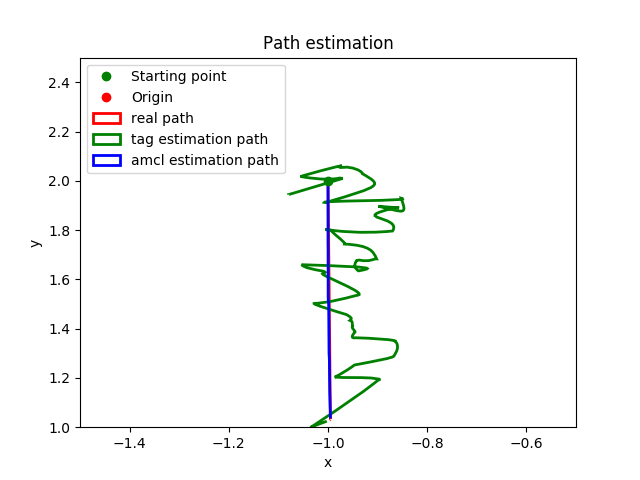 Path estimation
Starting point
Origin
real path
tag estimation path
amcl estimation path
2.4
2.2
2.0
1.8
1.6
1.4
1.2
1.0
y
−1.4
−1.2
−1.0
−0.8
−0.6
x